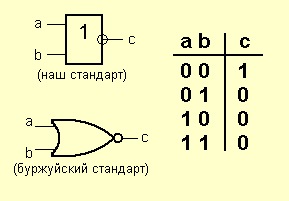 a
b
1
c
(наш стандарт)
a
b
c
(буржуйский стандарт)
a b c
0 0 1
0 1 0
1 0 0
1 1 0